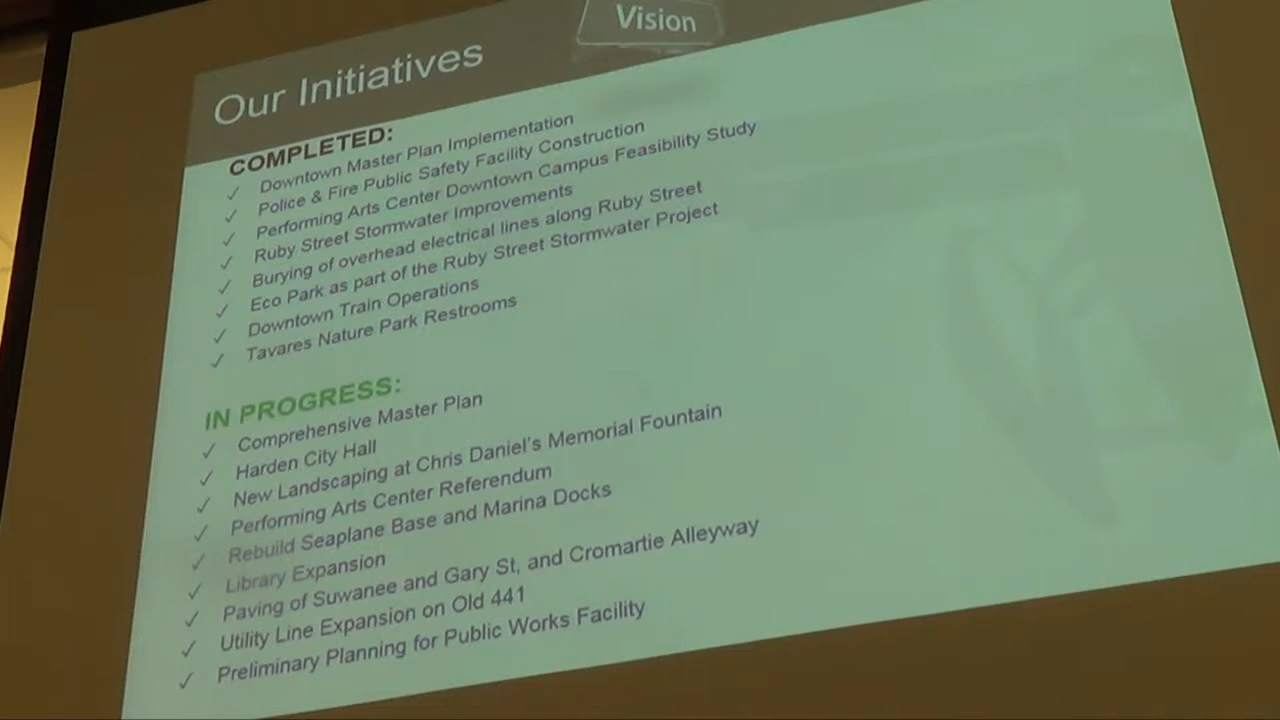 Vision
Our Initiatives
COMPLETED:
✓ Downtown Master Plan Implementation
✓ Police & Fire Public Safety Facility Construction
✓ Performing Arts Center Downtown Campus Feasibility Study
✓ Ruby Street Stormwater Improvements
✓ Burying of overhead electrical lines along Ruby Street
✓ Eco Park as part of the Ruby Street Stormwater Project
✓ Downtown Train Operations
✓ Tavares Nature Park Restrooms
IN PROGRESS:
✓ Comprehensive Master Plan
✓ Harden City Hall
✓ New Landscaping at Chris Daniel's Memorial Fountain
✓ Performing Arts Center Referendum
✓ Rebuild Seaplane Base and Marina Docks
✓ Library Expansion
✓ Paving of Suwanee and Gary St, and Cromartie Alleyway
✓ Utility Line Expansion on Old 441
✓ Preliminary Planning for Public Works Facility